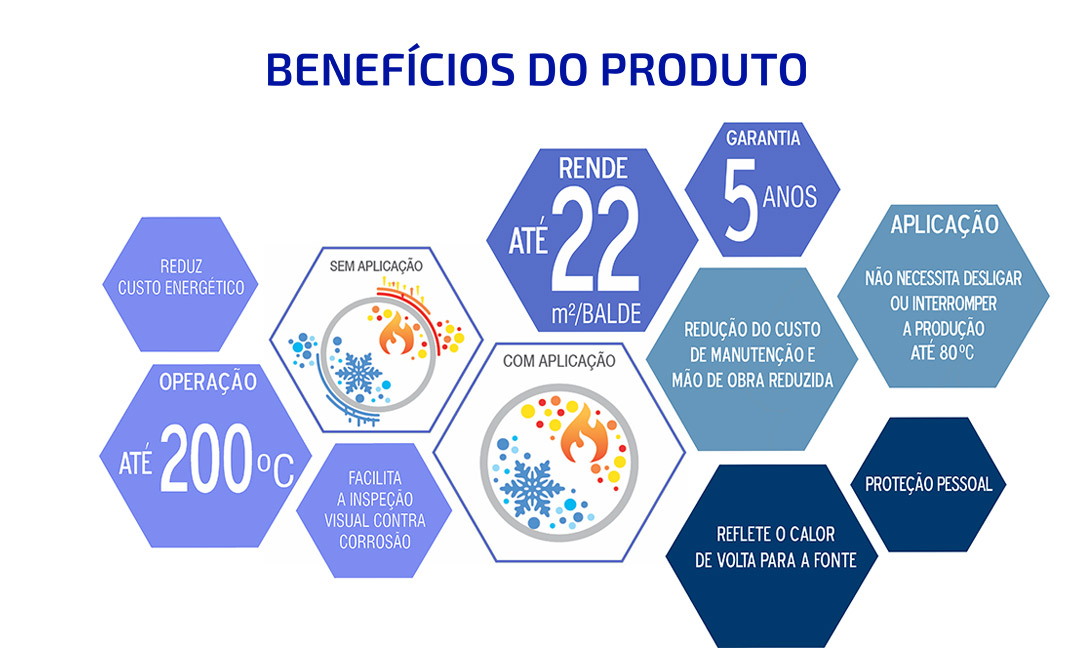 BENEFÍCIOS DO PRODUTO
REDUZ
CUSTO ENERGÉTICO
OPERAÇÃO
ATÉ 200ºC
SEM APLICAÇÃO
FACILITA
A INSPEÇÃO
VISUAL CONTRA
CORROSÃO
COM APLICAÇÃO
RENDE
ATÉ 22
m²/BALDE
GARANTIA
5 ANOS
REDUÇÃO DO CUSTO
DE MANUTENÇÃO E
MÃO DE OBRA REDUZIDA
APLICAÇÃO
NÃO NECESSITA DESLIGAR
OU INTERROMPER
A PRODUÇÃO
ATÉ 80ºC
PROTEÇÃO PESSOAL
REFLETE O CALOR
DE VOLTA PARA A FONTE